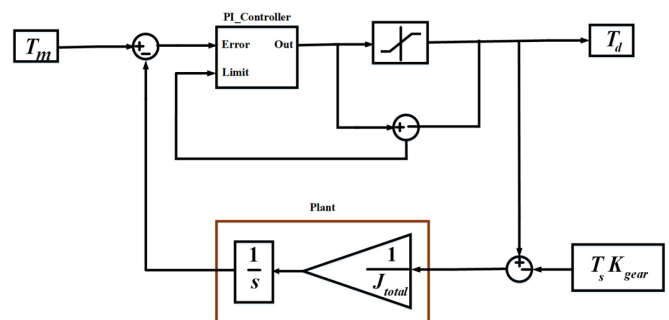 PI_Controller
T_m
Error
Out
Limit
T_d
Plant
1/s
1/J_total
T_s K_gear